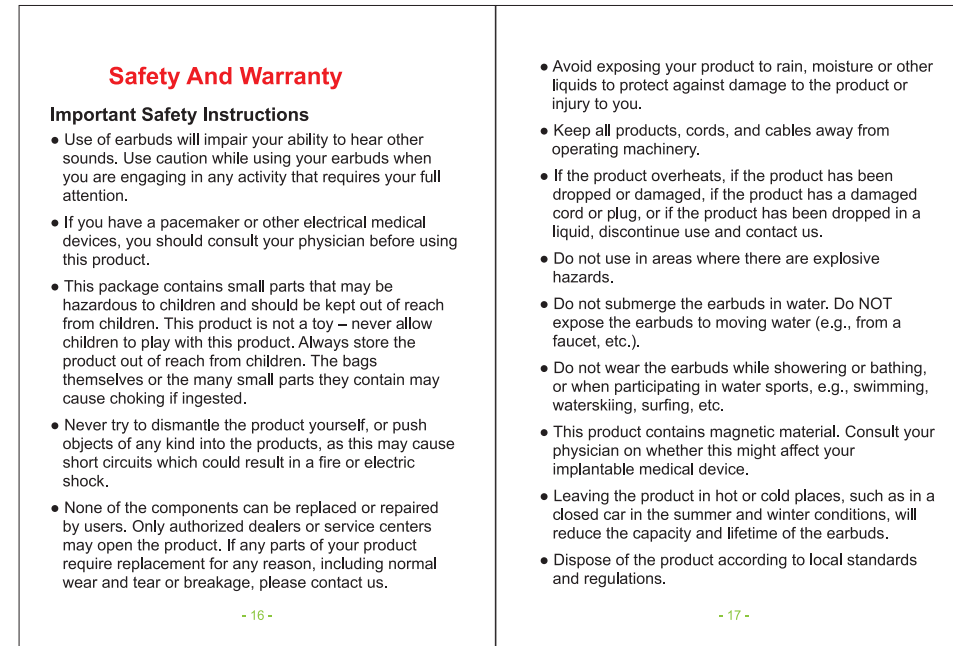 Safety And Warranty
Important Safety Instructions
● Use of earbuds will impair your ability to hear other
sounds. Use caution while using your earbuds when
you are engaging in any activity that requires your full
attention.
● If you have a pacemaker or other electrical medical
devices, you should consult your physician before using
this product.
● This package contains small parts that may be
hazardous to children and should be kept out of reach
from children. This product is not a toy – never allow
children to play with this product. Always store the
product out of reach from children. The bags
themselves or the many small parts they contain may
cause choking if ingested.
● Never try to dismantle the product yourself, or push
objects of any kind into the products, as this may cause
short circuits which could result in a fire or electric
shock.
● None of the components can be replaced or repaired
by users. Only authorized dealers or service centers
may open the product. If any parts of your product
require replacement for any reason, including normal
wear and tear or breakage, please contact us.
- 16 -
● Avoid exposing your product to rain, moisture or other
liquids to protect against damage to the product or
injury to you.
● Keep all products, cords, and cables away from
operating machinery.
● If the product overheats, if the product has been
dropped or damaged, if the product has a damaged
cord or plug, or if the product has been dropped in a
liquid, discontinue use and contact us.
● Do not use in areas where there are explosive
hazards.
● Do not submerge the earbuds in water. Do NOT
expose the earbuds to moving water (e.g., from a
faucet, etc.).
● Do not wear the earbuds while showering or bathing,
or when participating in water sports, e.g., swimming,
waterskiing, surfing, etc.
● This product contains magnetic material. Consult your
physician on whether this might affect your
implantable medical device.
● Leaving the product in hot or cold places, such as in a
closed car in the summer and winter conditions, will
reduce the capacity and lifetime of the earbuds.
● Dispose of the product according to local standards
and regulations.
- 17 -